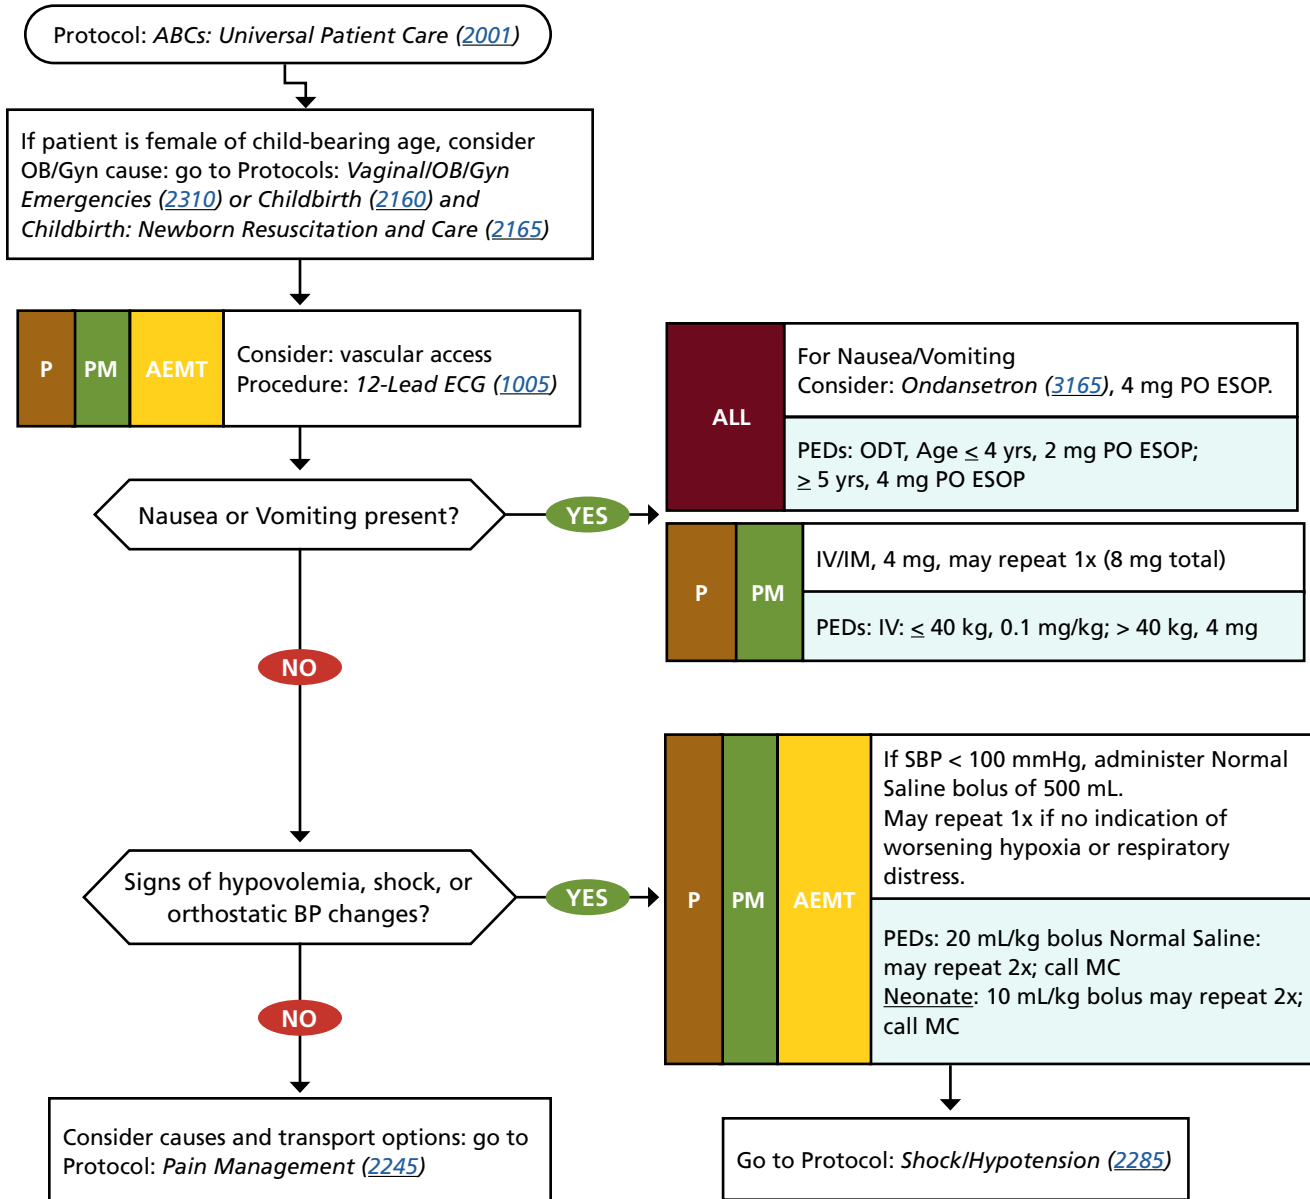 Protocol: ABCs: Universal Patient Care (2001)
If patient is female of child-bearing age, consider
OB/Gyn cause: go to Protocols: Vaginal/OB/Gyn
Emergencies (2310) or Childbirth (2160) and
Childbirth: Newborn Resuscitation and Care (2165)
P
PM
AEMT
Consider: vascular access
Procedure: 12-Lead ECG (1005)
Nausea or Vomiting present?
YES
ALL
For Nausea/Vomiting
Consider: Ondansetron (3165), 4 mg PO ESOP.
PEDs: ODT, Age ≤ 4 yrs, 2 mg PO ESOP;
≥ 5 yrs, 4 mg PO ESOP
P
PM
IV/IM, 4 mg, may repeat 1x (8 mg total)
PEDs: IV: ≤ 40 kg, 0.1 mg/kg; > 40 kg, 4 mg
NO
Signs of hypovolemia, shock, or
orthostatic BP changes?
YES
P
PM
AEMT
If SBP < 100 mmHg, administer Normal
Saline bolus of 500 mL.
May repeat 1x if no indication of
worsening hypoxia or respiratory
distress.
PEDs: 20 mL/kg bolus Normal Saline:
may repeat 2x; call MC
Neonate: 10 mL/kg bolus may repeat 2x;
call MC
NO
Consider causes and transport options: go to
Protocol: Pain Management (2245)
Go to Protocol: Shock/Hypotension (2285)